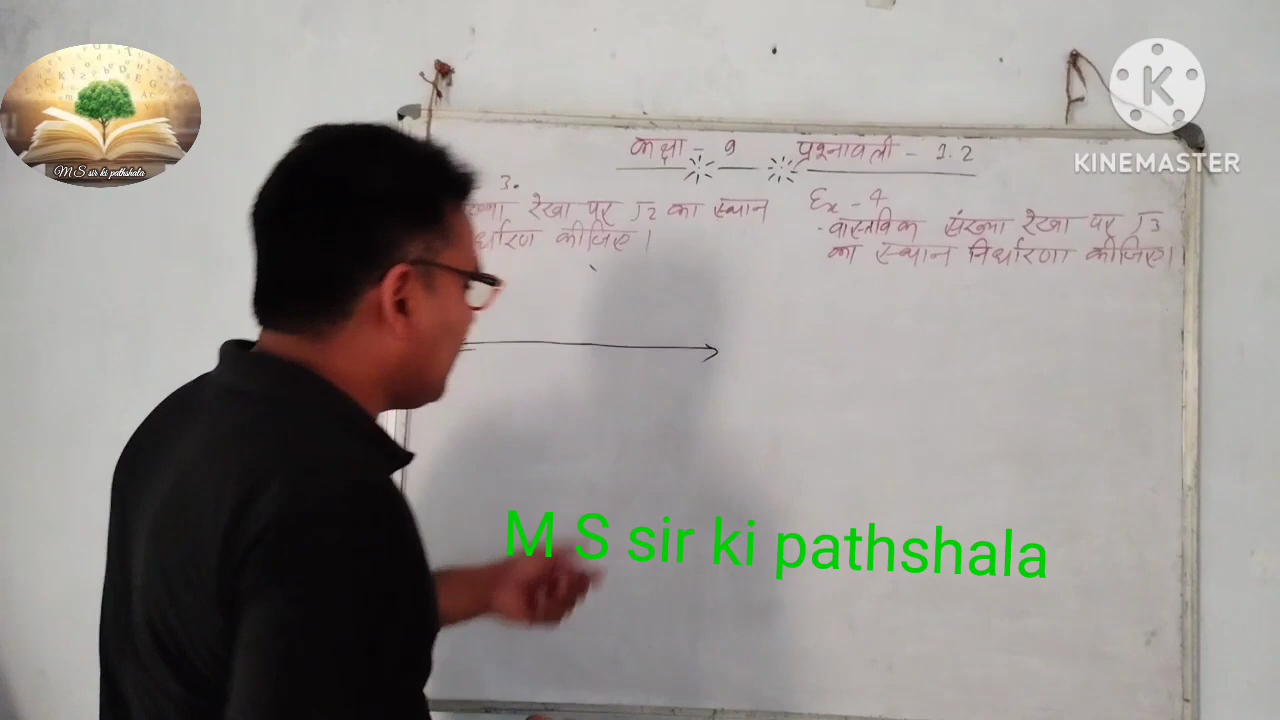 M S sir ki pathshala
KINEMASTER
कक्षा - 9 प्रश्नावली - 1.2
3.
रेखा पर √2 का स्थान
कीजिए।
Ex - 4
वास्तविक संख्या रेखा पर √3
का स्थान निर्धारण कीजिए।
M S sir ki pathshala